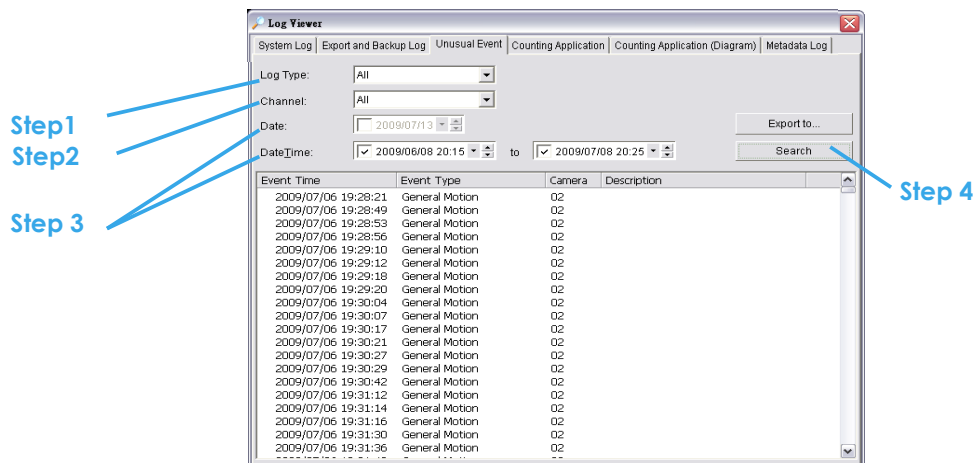 Log Viewer
System Log Export and Backup Log Unusual Event Counting Application Counting Application (Diagram) Metadata Log
Log Type: All
Channel: All
Date: 2009/07/13 Export to...
DateTime: 2009/06/08 20:15 to 2009/07/08 20:25 Search
Step1
Step2
Step 3
Step 4
Event Time Event Type Camera Description
2009/07/06 19:28:21 General Motion 02
2009/07/06 19:28:49 General Motion 02
2009/07/06 19:28:53 General Motion 02
2009/07/06 19:28:56 General Motion 02
2009/07/06 19:29:10 General Motion 02
2009/07/06 19:29:12 General Motion 02
2009/07/06 19:29:18 General Motion 02
2009/07/06 19:29:20 General Motion 02
2009/07/06 19:30:04 General Motion 02
2009/07/06 19:30:07 General Motion 02
2009/07/06 19:30:17 General Motion 02
2009/07/06 19:30:21 General Motion 02
2009/07/06 19:30:27 General Motion 02
2009/07/06 19:30:29 General Motion 02
2009/07/06 19:30:42 General Motion 02
2009/07/06 19:31:12 General Motion 02
2009/07/06 19:31:14 General Motion 02
2009/07/06 19:31:16 General Motion 02
2009/07/06 19:31:30 General Motion 02
2009/07/06 19:31:36 General Motion 02